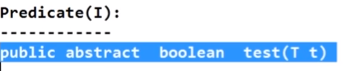 Predicate(I):
------------
public abstract  boolean  test(T t)